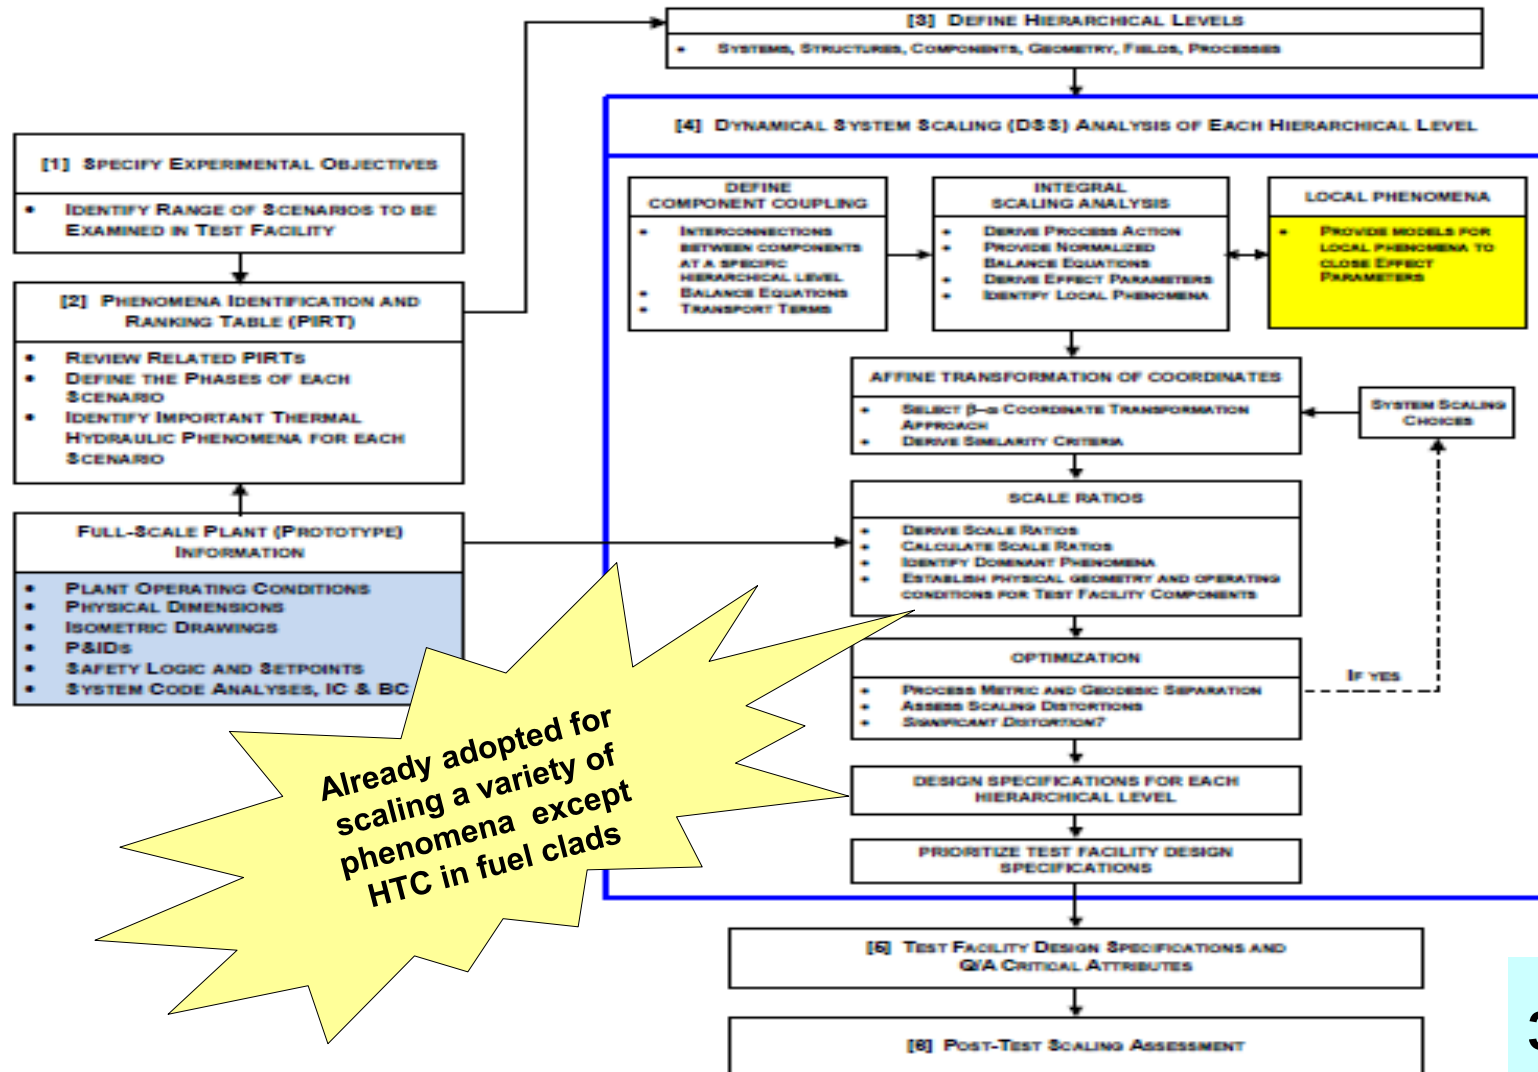 [3] DEFINE HIERARCHICAL LEVELS
• SYSTEMS, STRUCTURES, COMPONENTS, GEOMETRY, FIELDS, PROCESSES
[1] SPECIFY EXPERIMENTAL OBJECTIVES
• IDENTIFY RANGE OF SCENARIOS TO BE
EXAMINED IN TEST FACILITY
[2] PHENOMENA IDENTIFICATION AND
RANKING TABLE (PIRT)
• REVIEW RELATED PIRTS
• DEFINE THE PHASES OF EACH
SCENARIO
• IDENTIFY IMPORTANT THERMAL
HYDRAULIC PHENOMENA FOR EACH
SCENARIO
FULL-SCALE PLANT (PROTOTYPE)
INFORMATION
• PLANT OPERATING CONDITIONS
• PHYSICAL DIMENSIONS
• ISOMETRIC DRAWINGS
• P&IDS
• SAFETY LOGIC AND SETPOINTS
• SYSTEM CODE ANALYSES, IC & BC
[4] DYNAMICAL SYSTEM SCALING (DSS) ANALYSIS OF EACH HIERARCHICAL LEVEL
DEFINE
COMPONENT COUPLING
• INTERCONNECTIONS
BETWEEN COMPONENTS
AT A SPECIFIC
HIERARCHICAL LEVEL
• BALANCE EQUATIONS
• TRANSPORT TERMS
INTEGRAL
SCALING ANALYSIS
• DERIVE PROCESS ACTION
• PROVIDE NORMALIZED
BALANCE EQUATIONS
• DERIVE EFFECT PARAMETERS
• IDENTIFY LOCAL PHENOMENA
LOCAL PHENOMENA
• PROVIDE MODELS FOR
LOCAL PHENOMENA TO
CLOSE EFFECT
PARAMETERS
AFFINE TRANSFORMATION OF COORDINATES
• SELECT β–α COORDINATE TRANSFORMATION
APPROACH
• DERIVE SIMILARITY CRITERIA
SYSTEM SCALING
CHOICES
SCALE RATIOS
• DERIVE SCALE RATIOS
• CALCULATE SCALE RATIOS
• IDENTIFY DOMINANT PHENOMENA
• ESTABLISH PHYSICAL GEOMETRY AND OPERATING
CONDITIONS FOR TEST FACILITY COMPONENTS
OPTIMIZATION
• PROCESS METRIC AND GEODESIC SEPARATION
• ASSESS SCALING DISTORTIONS
• SIGNIFICANT DISTORTION?
IF YES
DESIGN SPECIFICATIONS FOR EACH
HIERARCHICAL LEVEL
PRIORITIZE TEST FACILITY DESIGN
SPECIFICATIONS
Already adopted for
scaling a variety of
phenomena except
HTC in fuel clads
[5] TEST FACILITY DESIGN SPECIFICATIONS AND
Q/A CRITICAL ATTRIBUTES
[6] POST-TEST SCALING ASSESSMENT